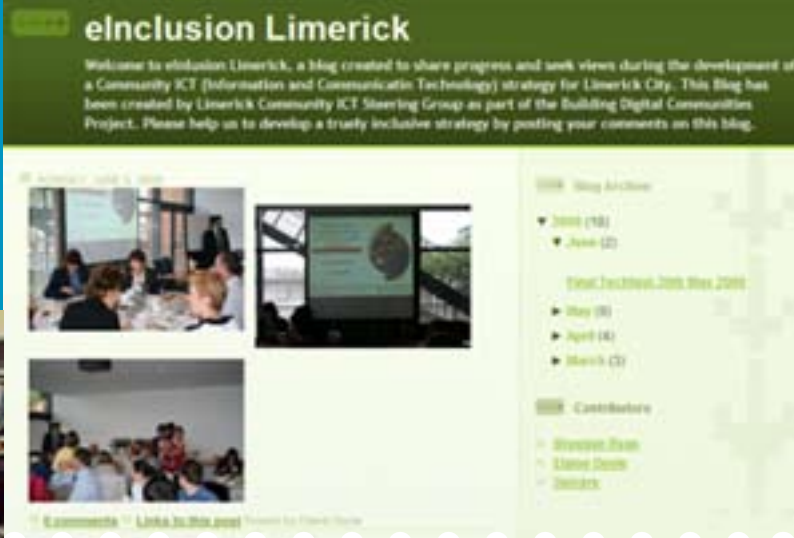 eInclusion Limerick
Welcome to eInlusion Limerick, a blog created to share progress and seek views during the development of
a Community ICT (Information and Communicatin Technology) strategy for Limerick City. This Blog has
been created by Limerick Community ICT Steering Group as part of the Building Digital Communities
Project. Please help us to develop a truely inclusive strategy by posting your comments on this blog.
Blog Archive
▼ 2008 (18)
▼ June (2)
► May (9)
► April (4)
► March (3)
Contributors
0 comments Links to this post